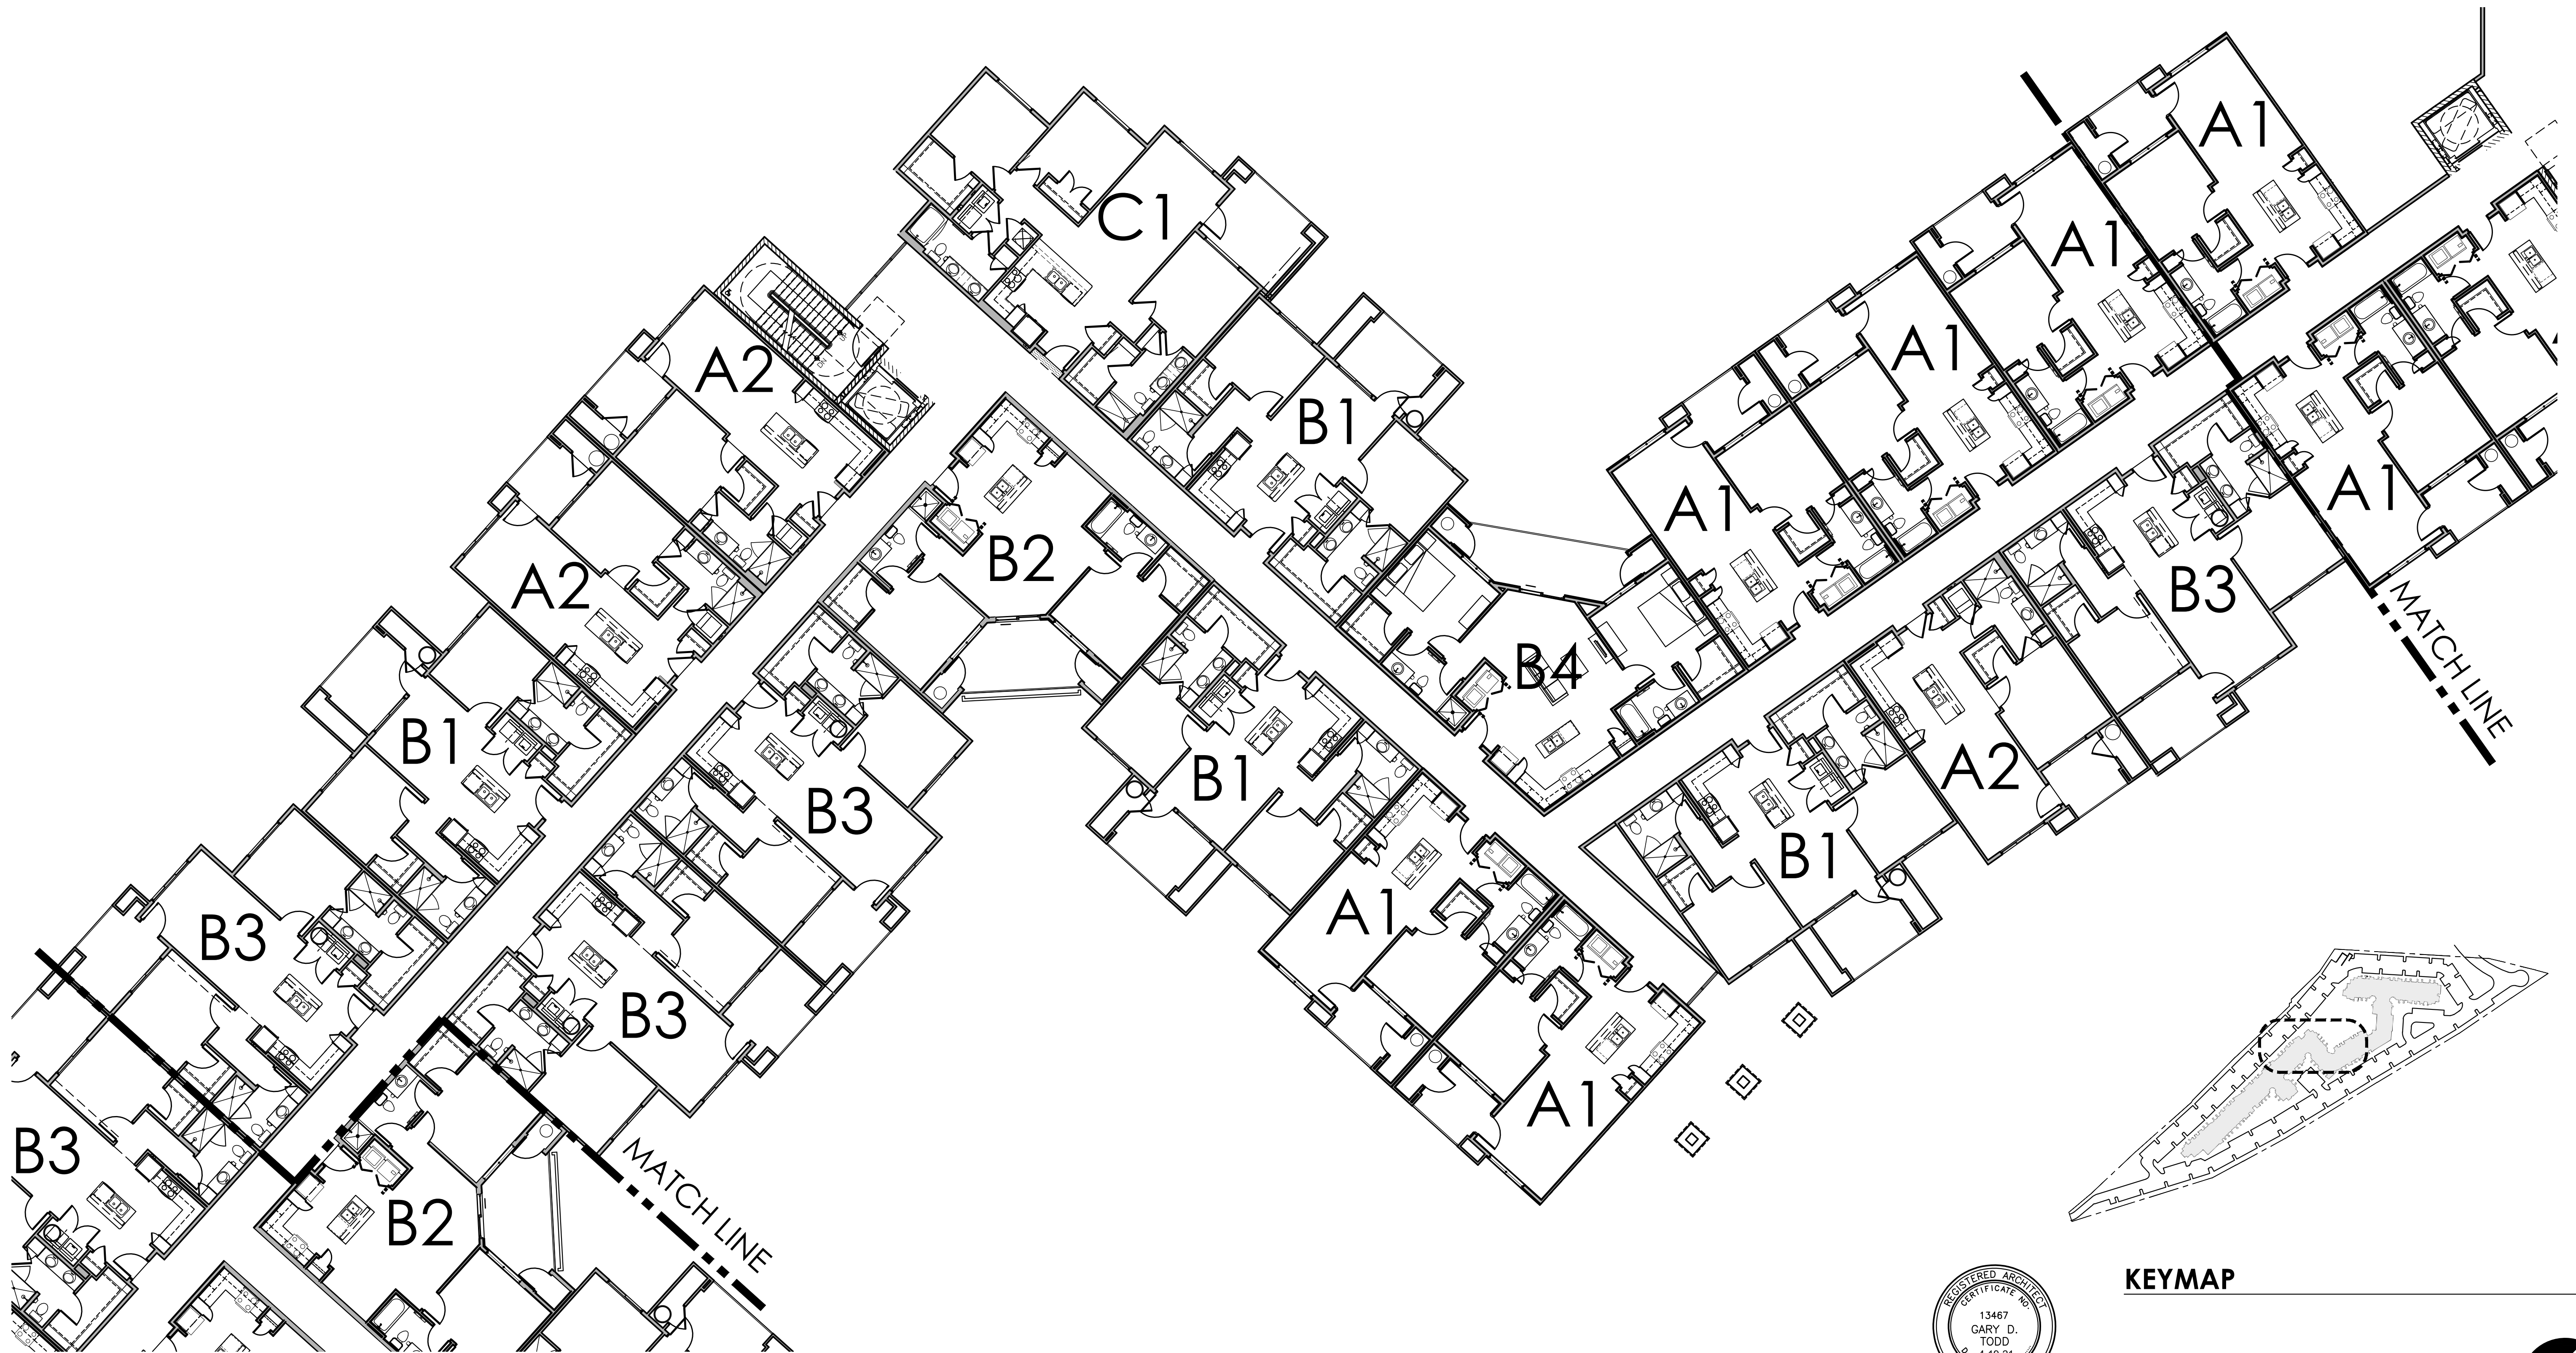 A1
C1
A1
A1
A2
B1
A1
A1
B2
A2
B3
B4
MATCH LINE
B1
A2
B1
B3
B1
A1
B3
B3
A1
B3
MATCH LINE
B2
KEYMAP
REGISTERED ARCHITECT
CERTIFICATE NO.
13467
GARY D.
TODD